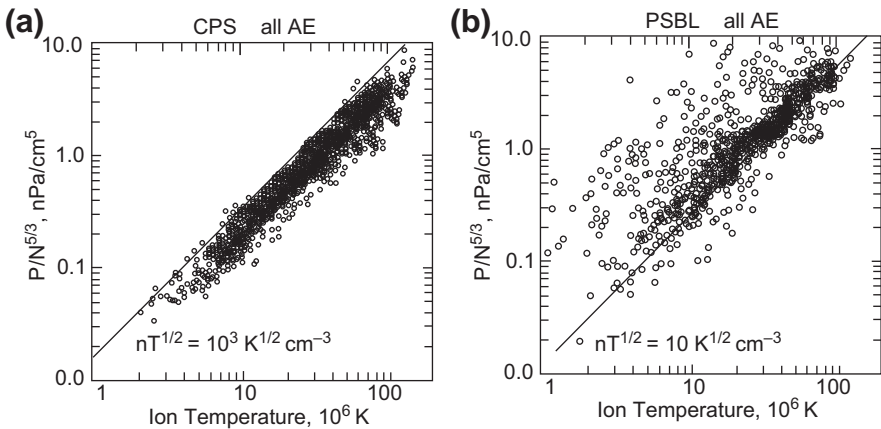 (a)
CPS all AE
10.0
1.0
0.1
0.0
P/N5/3, nPa/cm5
nT1/2 = 103 K1/2 cm–3
1
10
100
Ion Temperature, 106 K
(b)
PSBL all AE
10.0
1.0
0.1
0.0
P/N5/3, nPa/cm5
nT1/2 = 10 K1/2 cm–3
1
10
100
Ion Temperature, 106 K